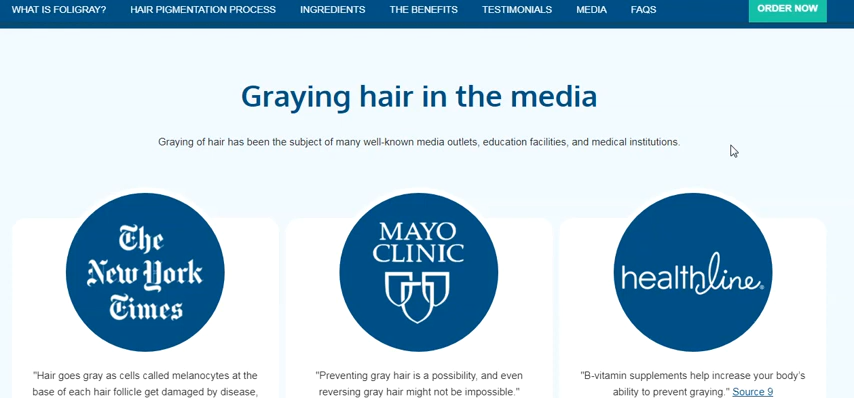 WHAT IS FOLIGRAY? HAIR PIGMENTATION PROCESS INGREDIENTS THE BENEFITS TESTIMONIALS MEDIA FAQS ORDER NOW
Graying hair in the media
Graying of hair has been the subject of many well-known media outlets, education facilities, and medical institutions.
The
New York
Times
MAYO
CLINIC
healthline®
"Hair goes gray as cells called melanocytes at the
base of each hair follicle get damaged by disease,
"Preventing gray hair is a possibility, and even
reversing gray hair might not be impossible."
"B-vitamin supplements help increase your body's
ability to prevent graying." Source 9